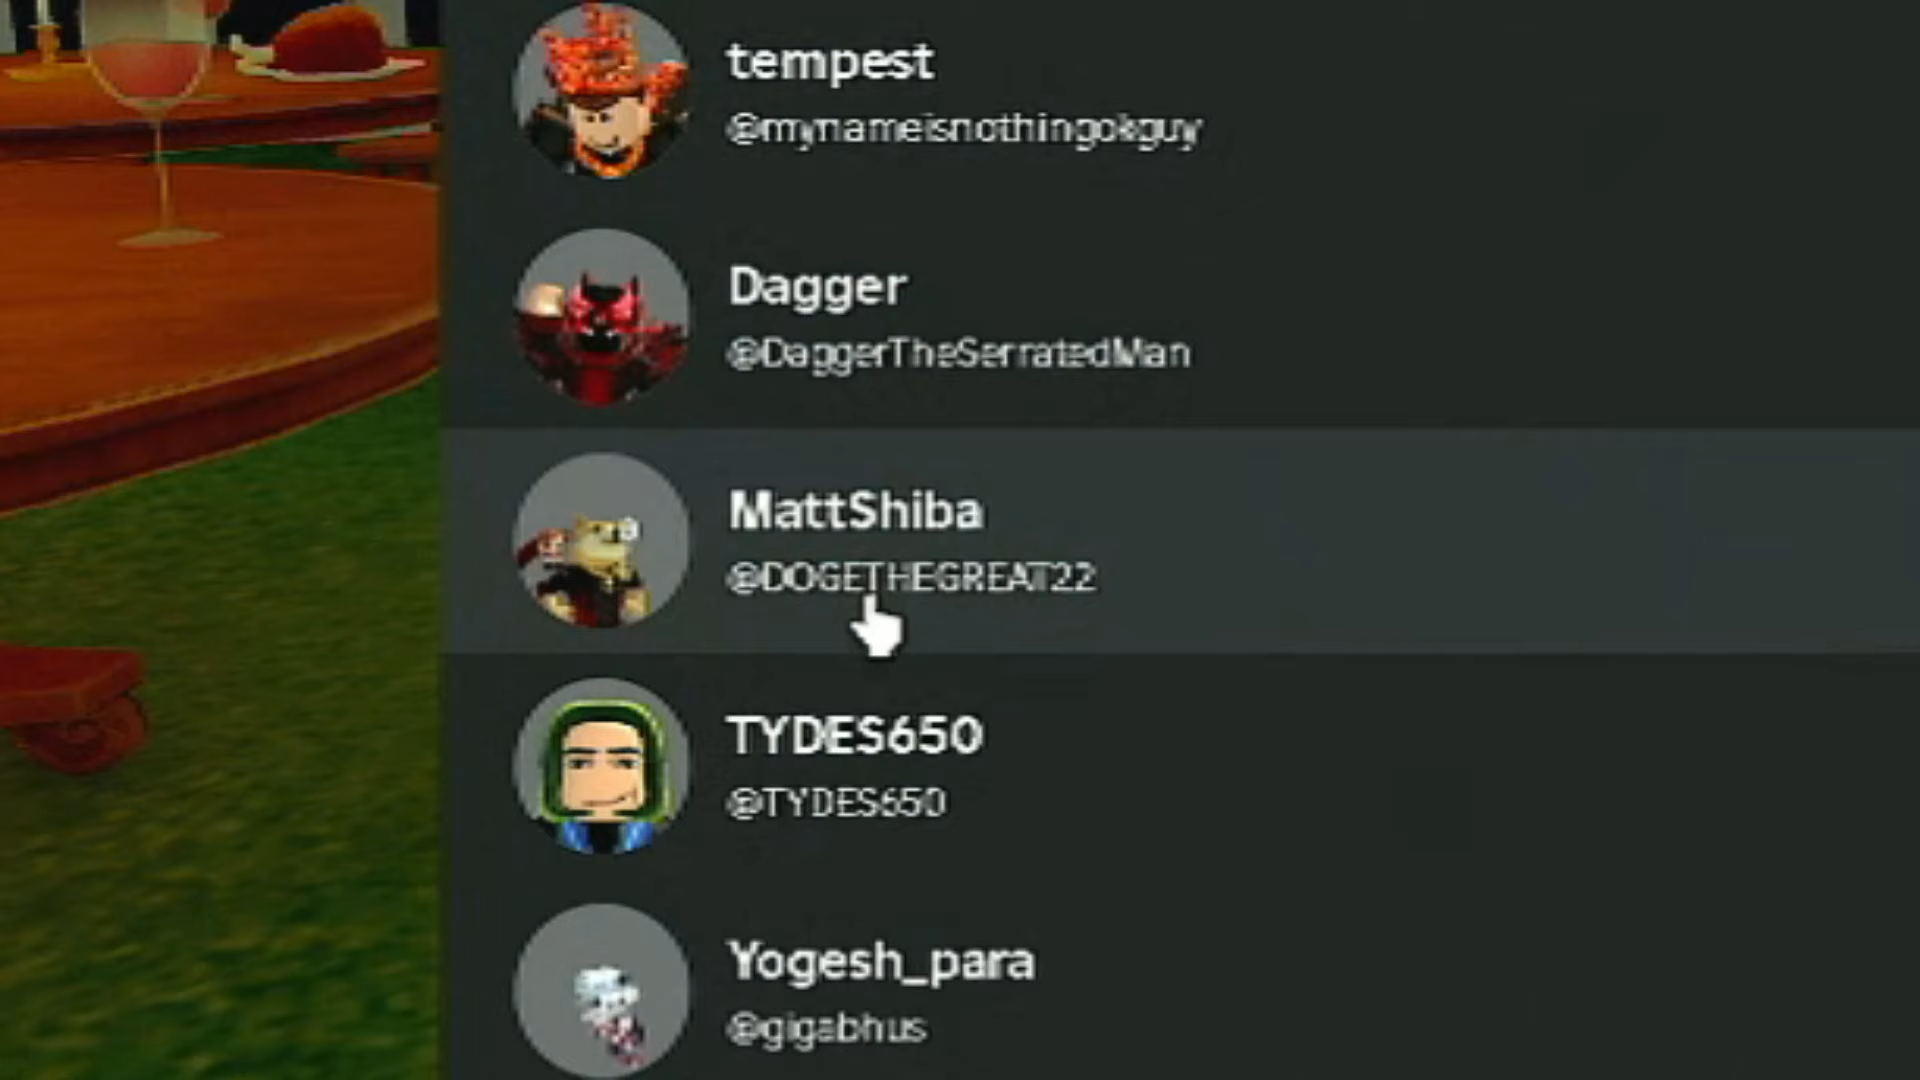 tempest
@mynameisnothingokguy
Dagger
@DaggerTheSerratedMan
MattShiba
@DOGETHEGREAT22
TYDES650
@TYDES650
Yogesh_para
@gigabhus